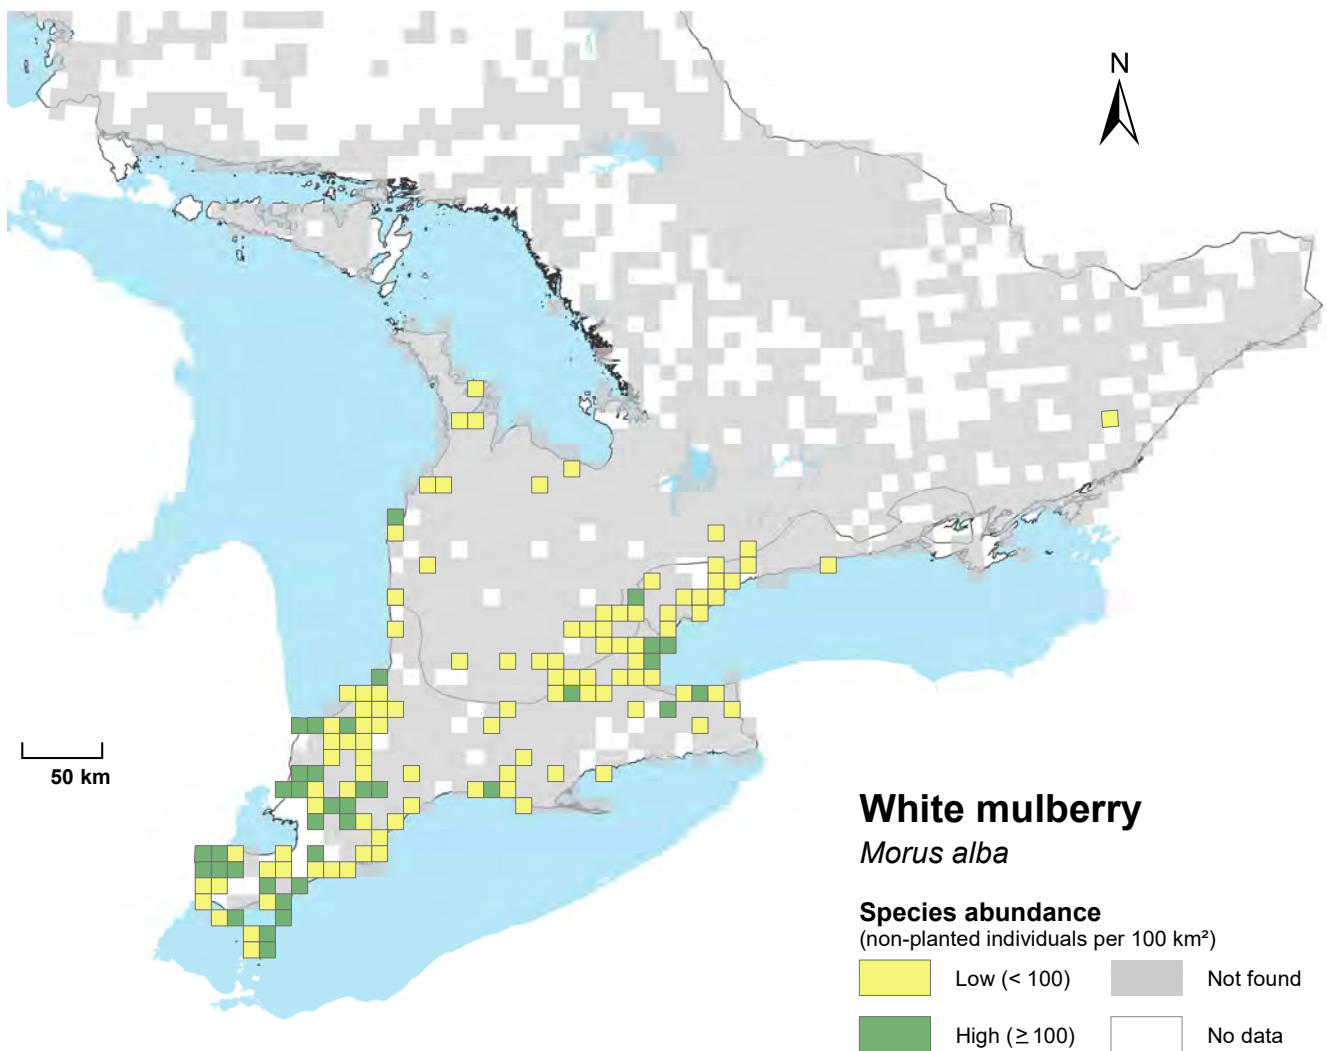 N
50 km
White mulberry
Morus alba
Species abundance
(non-planted individuals per 100 km²)
Low (< 100)
Not found
High (≥ 100)
No data